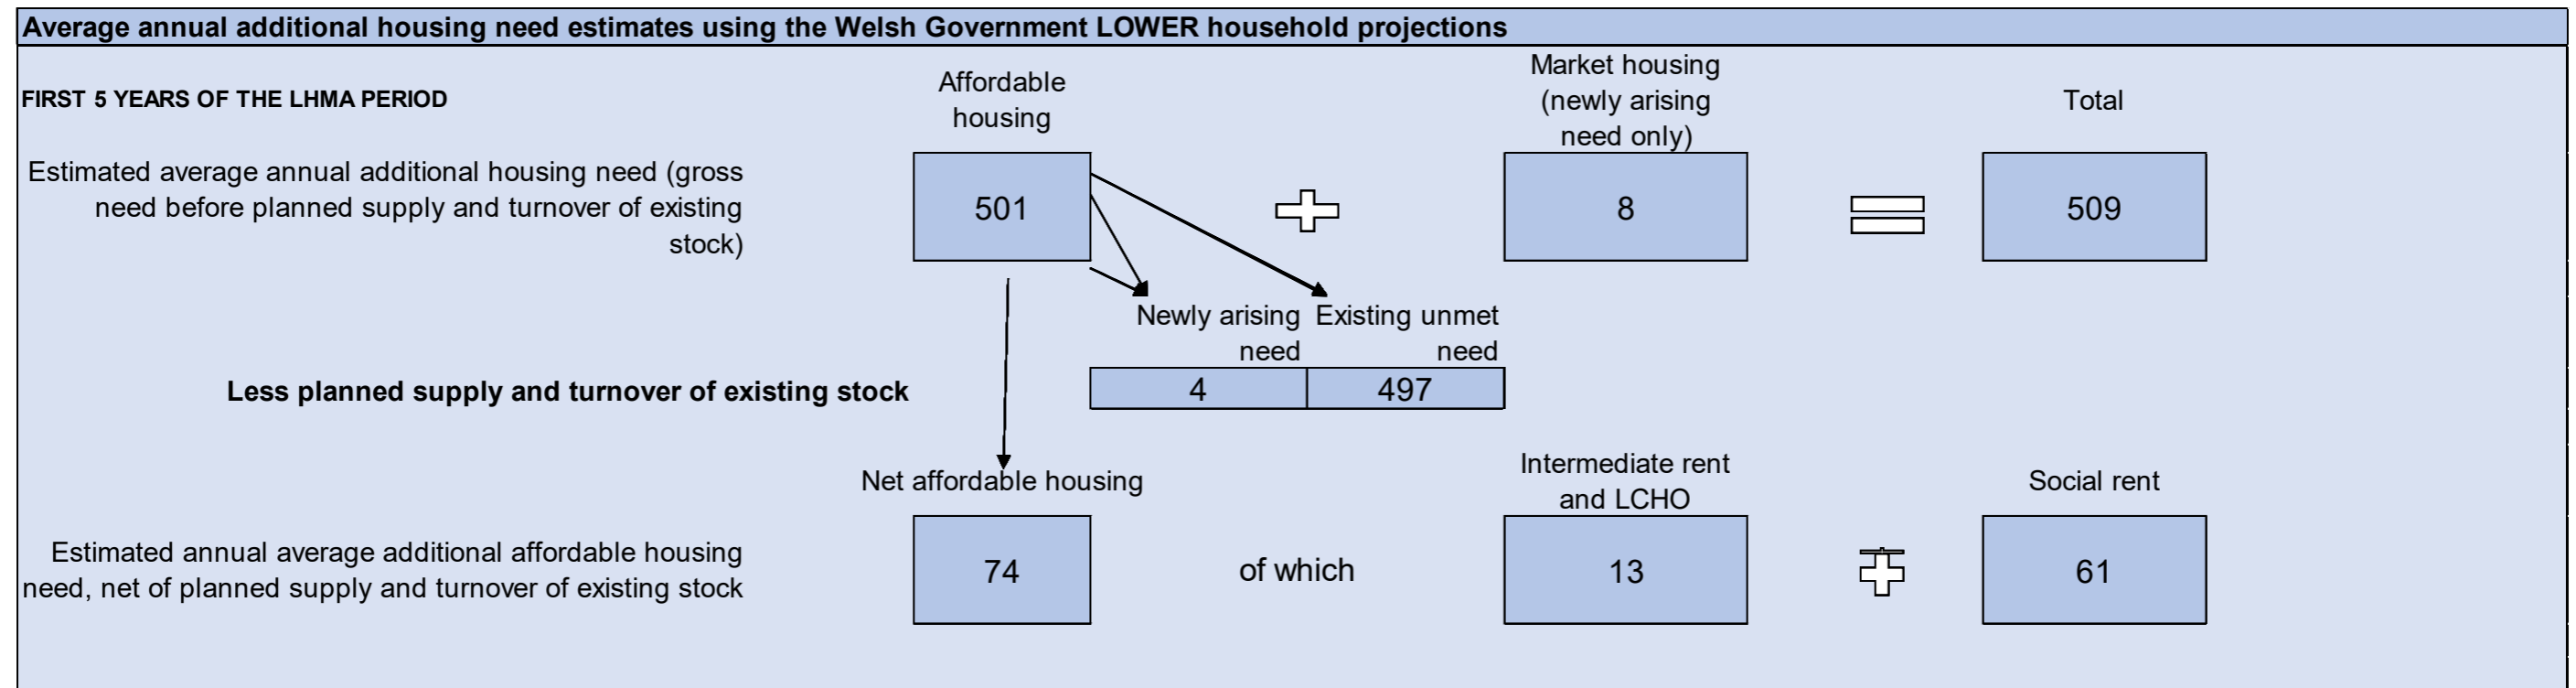 Average annual additional housing need estimates using the Welsh Government LOWER household projections
FIRST 5 YEARS OF THE LHMA PERIOD
Affordable
housing
Market housing
(newly arising
need only)
Total
Estimated average annual additional housing need (gross
need before planned supply and turnover of existing
stock)
501
8
509
Newly arising
need
Existing unmet
need
Less planned supply and turnover of existing stock
4
497
Net affordable housing
Intermediate rent
and LCHO
Social rent
Estimated annual average additional affordable housing
need, net of planned supply and turnover of existing stock
74
of which
13
61